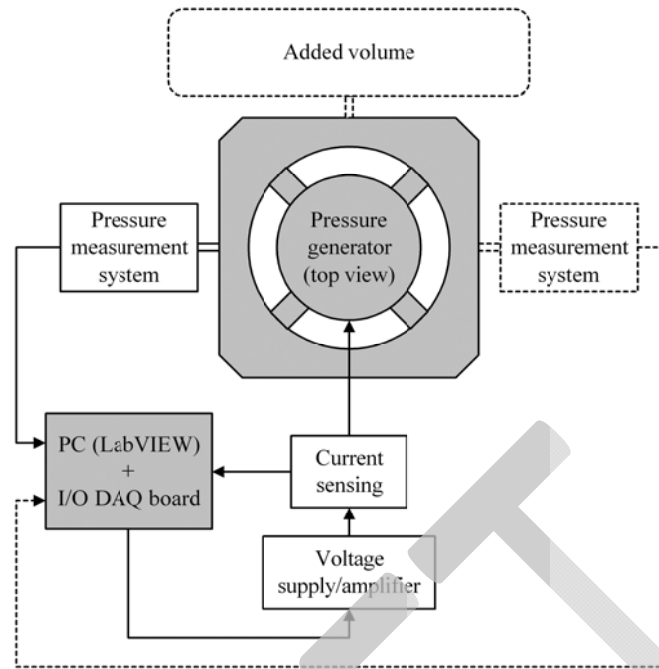 Added volume
Pressure
measurement
system
Pressure
generator
(top view)
Pressure
measurement
system
PC (LabVIEW)
+
I/O DAQ board
Current
sensing
Voltage
supply/amplifier